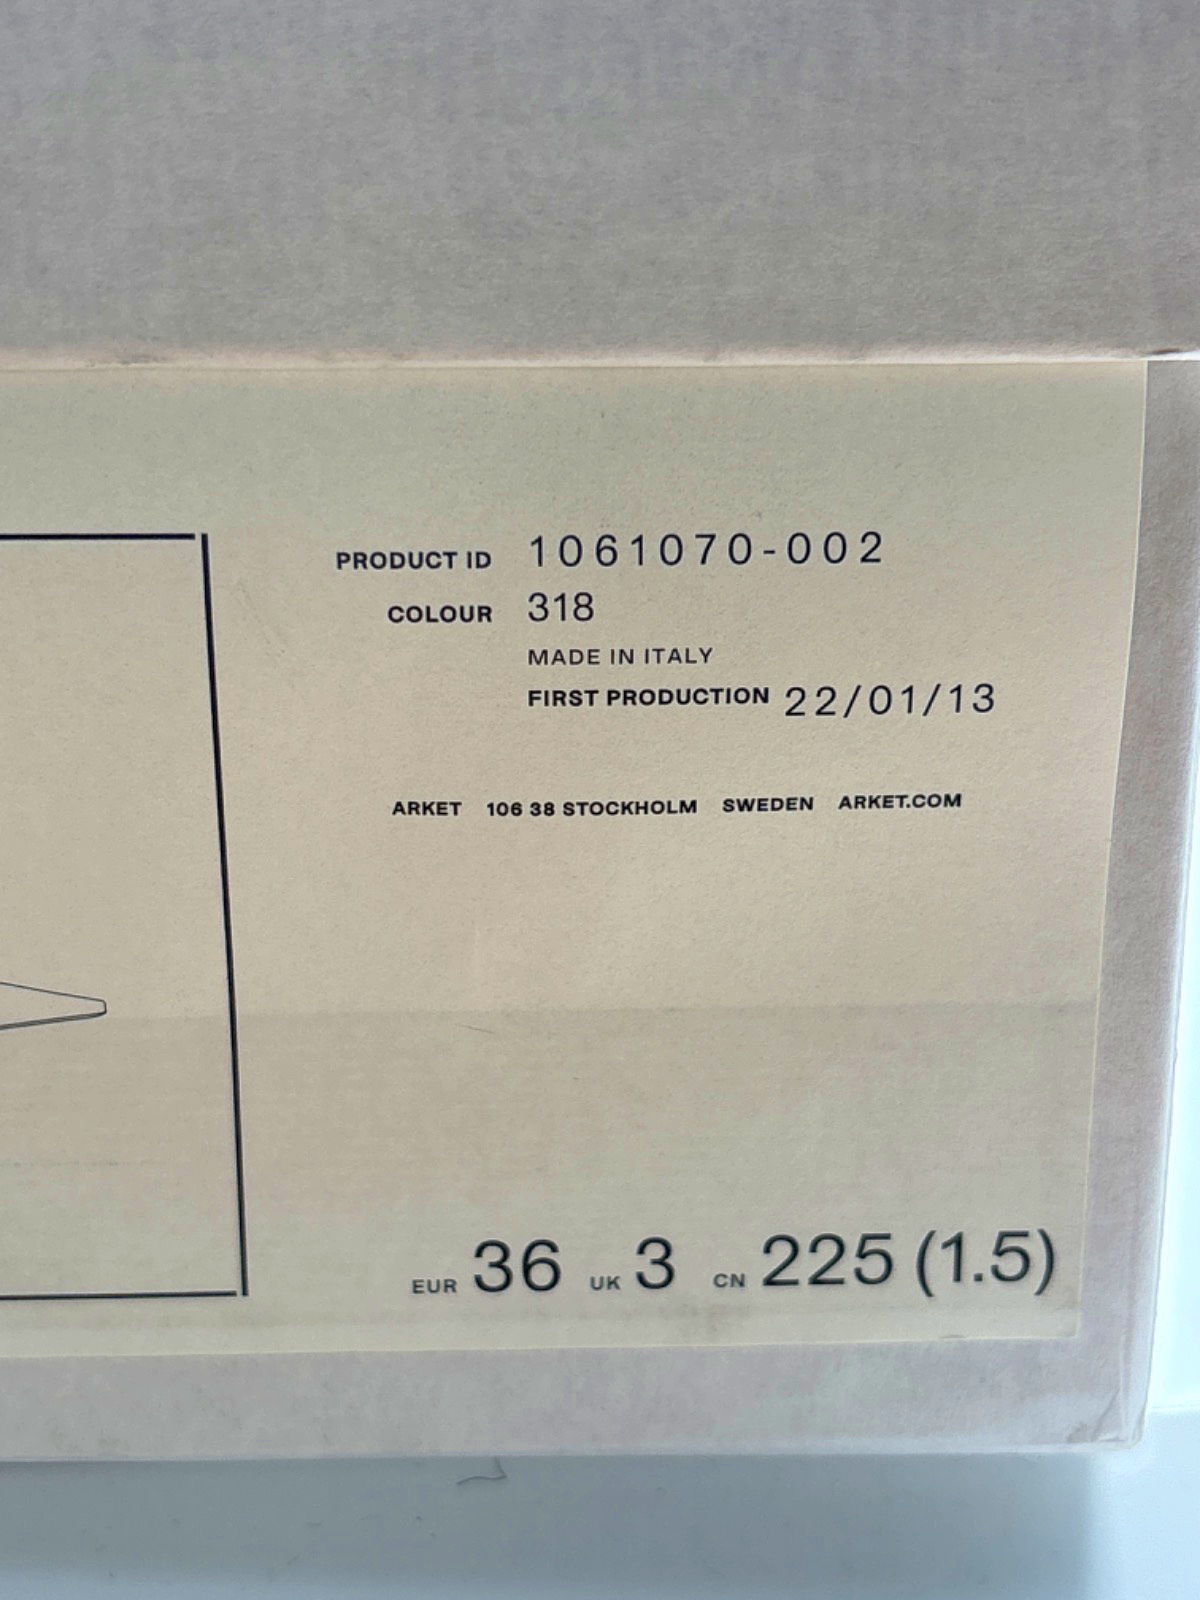 PRODUCT ID 1061070-002
COLOUR 318
MADE IN ITALY
FIRST PRODUCTION 22/01/13
ARKET 106 38 STOCKHOLM SWEDEN ARKET.COM
EUR 36 UK 3 CN 225 (1.5)